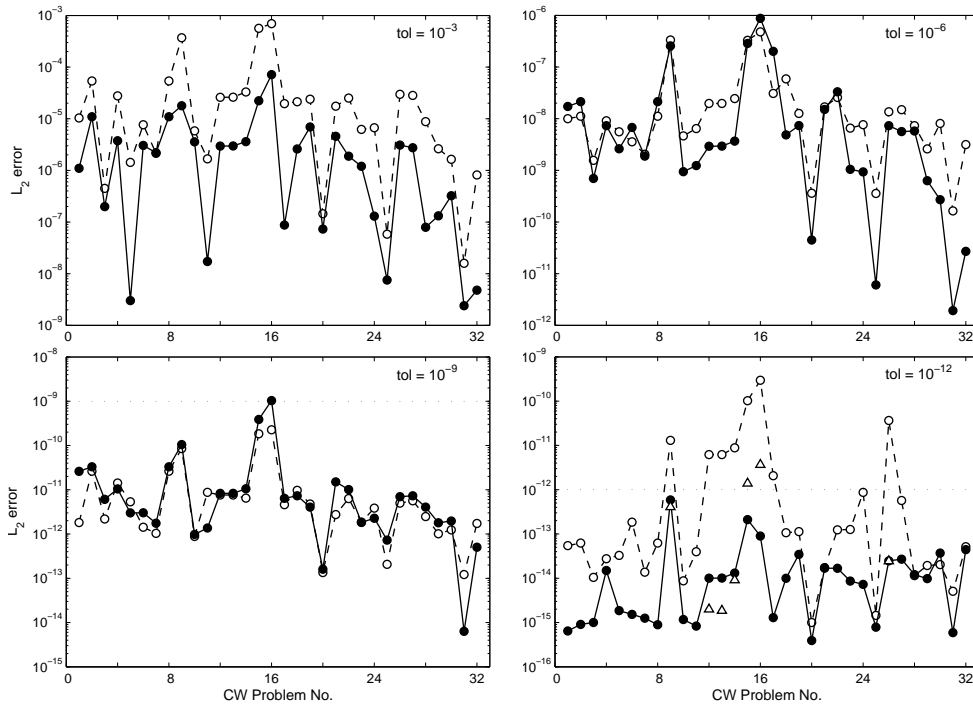 tol = 10⁻³
10⁻³
10⁻⁴
10⁻⁵
10⁻⁶
10⁻⁷
10⁻⁸
10⁻⁹
L₂ error
0 8 16 24 32
tol = 10⁻⁶
10⁻⁶
10⁻⁷
10⁻⁸
10⁻⁹
10⁻¹⁰
10⁻¹¹
10⁻¹²
0 8 16 24 32
tol = 10⁻⁹
10⁻⁸
10⁻⁹
10⁻¹⁰
10⁻¹¹
10⁻¹²
10⁻¹³
10⁻¹⁴
10⁻¹⁵
L₂ error
0 8 16 24 32
CW Problem No.
tol = 10⁻¹²
10⁻⁹
10⁻¹⁰
10⁻¹¹
10⁻¹²
10⁻¹³
10⁻¹⁴
10⁻¹⁵
10⁻¹⁶
0 8 16 24 32
CW Problem No.